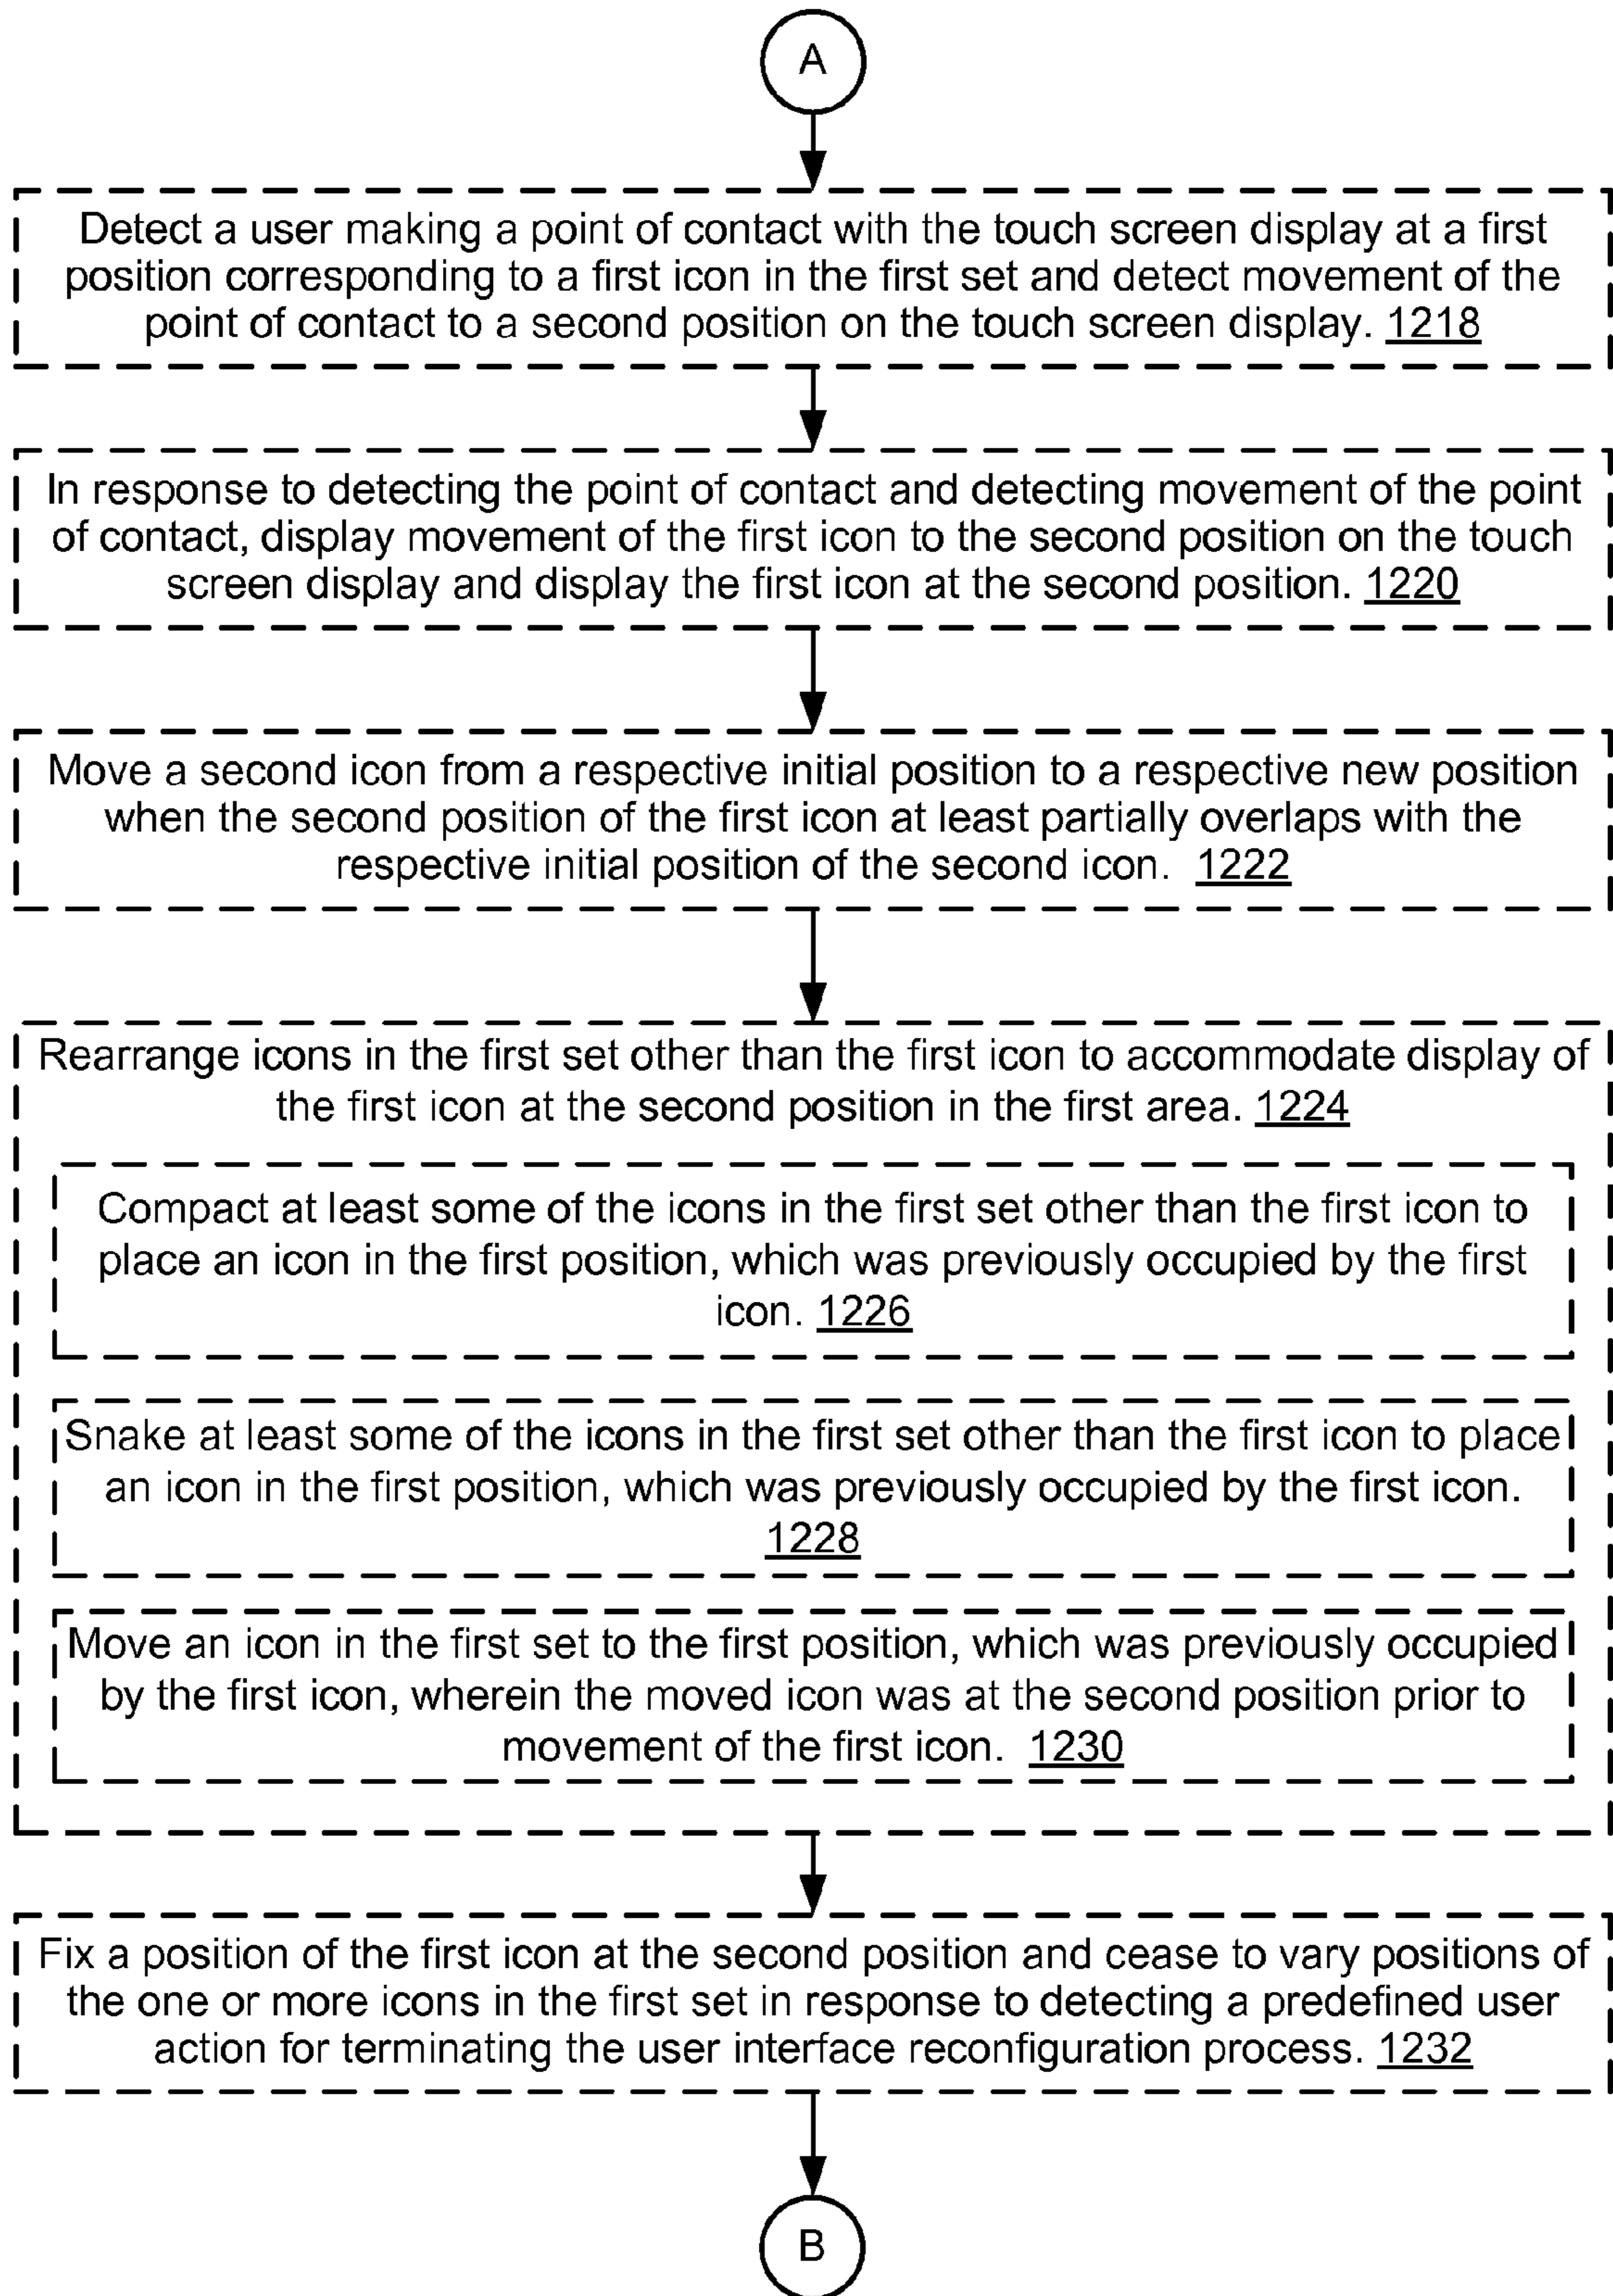 A
Detect a user making a point of contact with the touch screen display at a first
position corresponding to a first icon in the first set and detect movement of the
point of contact to a second position on the touch screen display. 1218
In response to detecting the point of contact and detecting movement of the point
of contact, display movement of the first icon to the second position on the touch
screen display and display the first icon at the second position. 1220
Move a second icon from a respective initial position to a respective new position
when the second position of the first icon at least partially overlaps with the
respective initial position of the second icon. 1222
Rearrange icons in the first set other than the first icon to accommodate display of
the first icon at the second position in the first area. 1224
Compact at least some of the icons in the first set other than the first icon to
place an icon in the first position, which was previously occupied by the first
icon. 1226
Snake at least some of the icons in the first set other than the first icon to place
an icon in the first position, which was previously occupied by the first icon.
1228
Move an icon in the first set to the first position, which was previously occupied
by the first icon, wherein the moved icon was at the second position prior to
movement of the first icon. 1230
Fix a position of the first icon at the second position and cease to vary positions of
the one or more icons in the first set in response to detecting a predefined user
action for terminating the user interface reconfiguration process. 1232
B